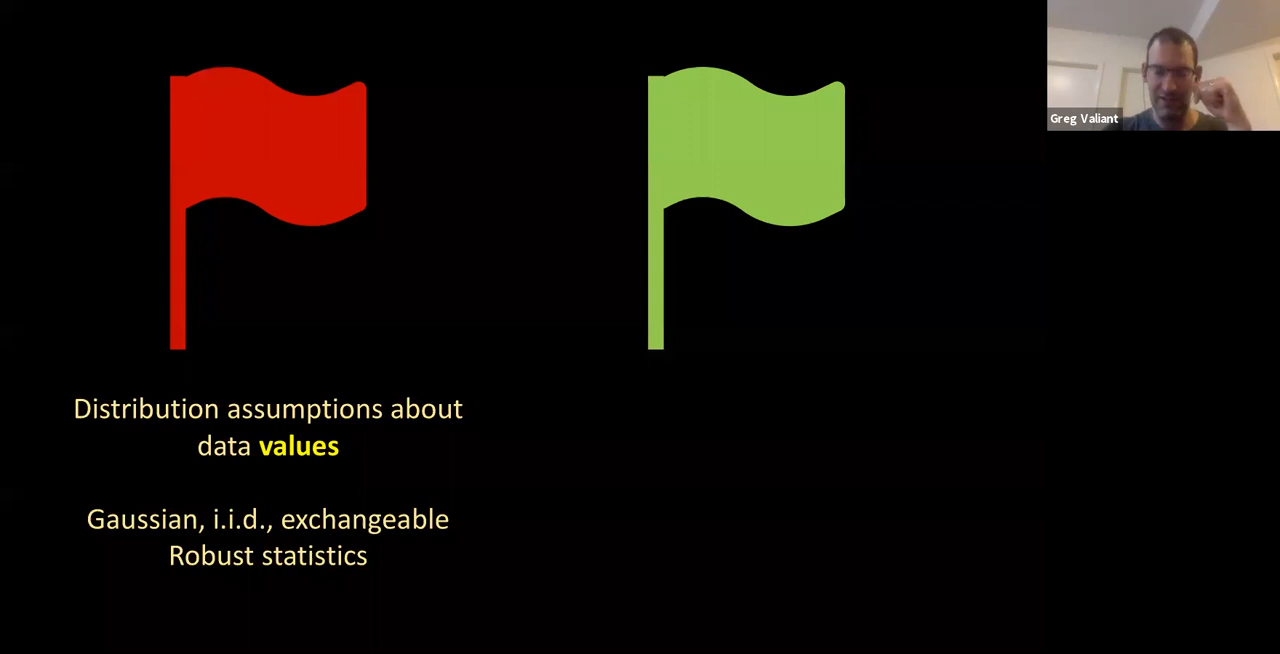 Greg Valiant
Distribution assumptions about
data values
Gaussian, i.i.d., exchangeable
Robust statistics